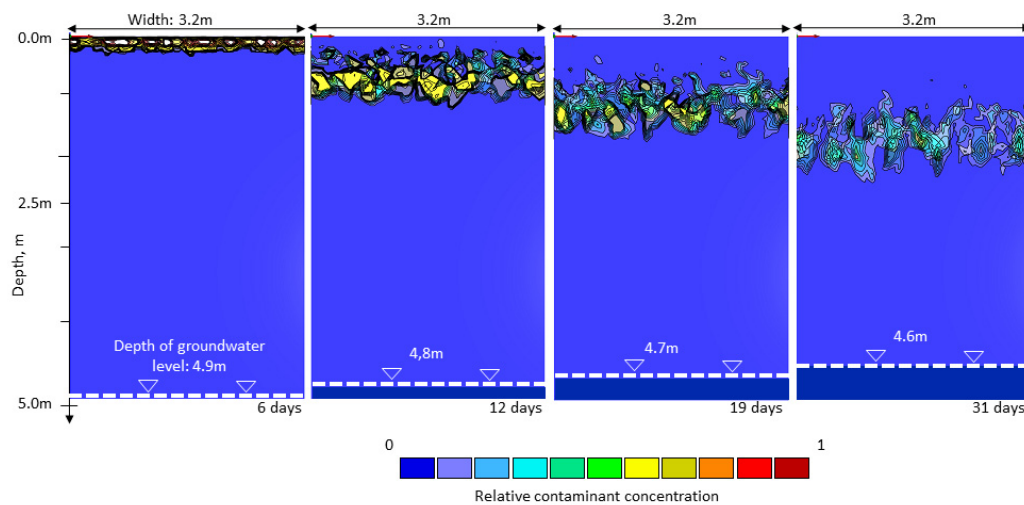 Width: 3.2m
3.2m
3.2m
3.2m
0.0m
2.5m
Depth, m
Depth of groundwater
level: 4.9m
4,8m
4.7m
4.6m
5.0m
6 days
12 days
19 days
31 days
0
1
Relative contaminant concentration